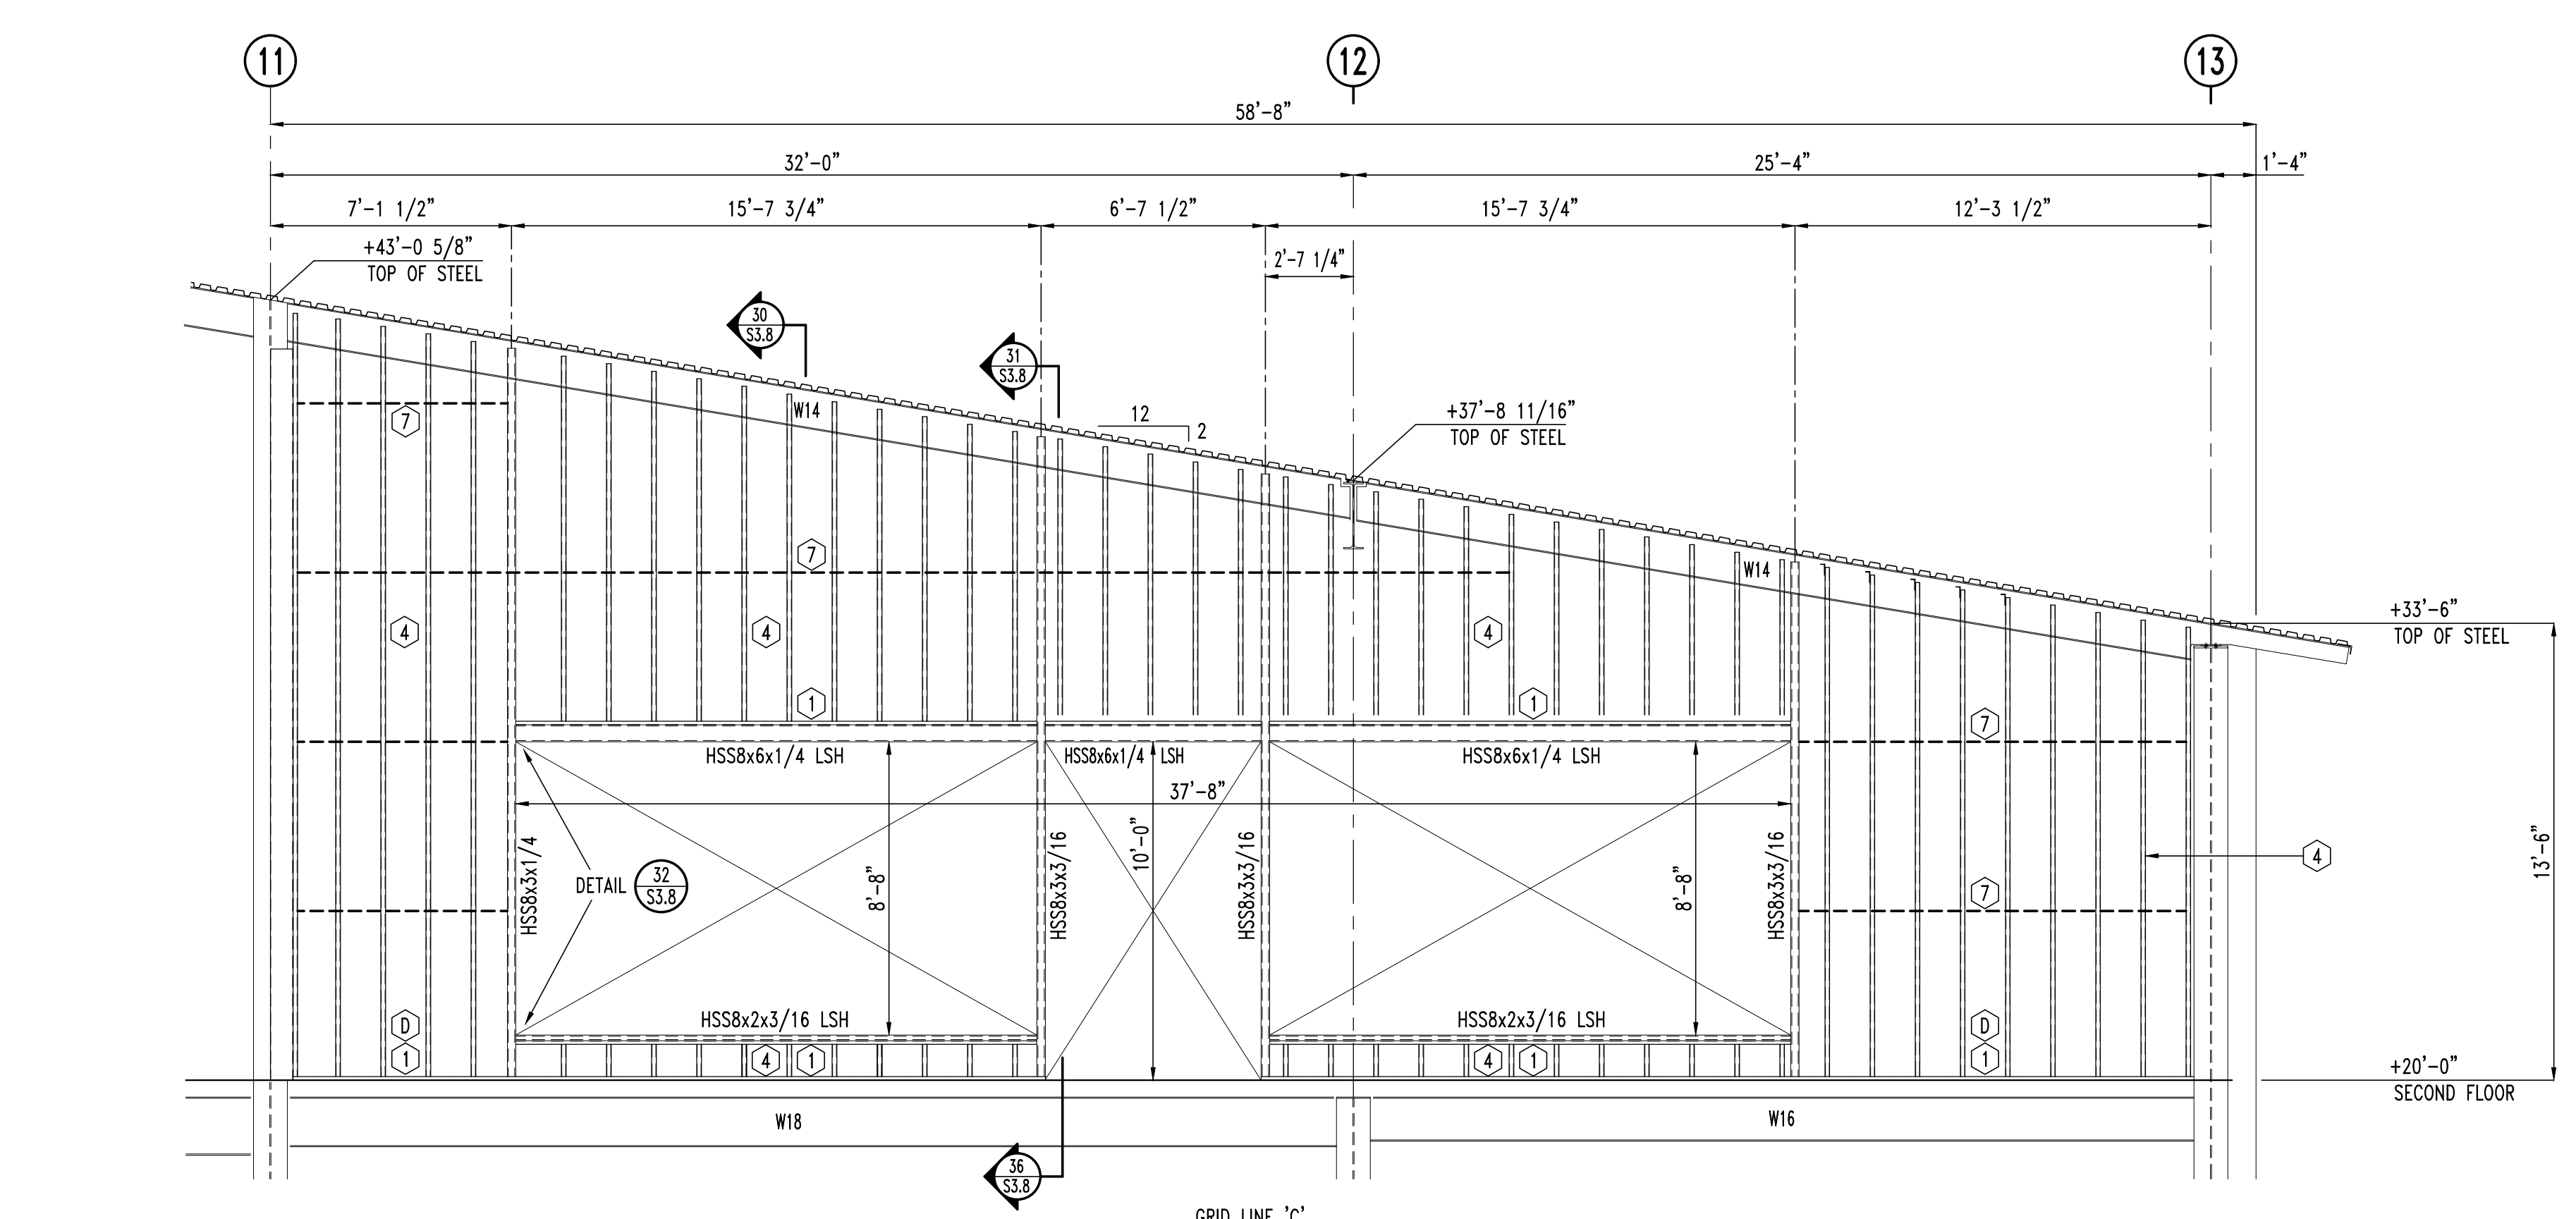 11
12
13
58'-8"
32'-0"
25'-4"
1'-4"
7'-1 1/2"
15'-7 3/4"
6'-7 1/2"
15'-7 3/4"
12'-3 1/2"
2'-7 1/4"
+43'-0 5/8"
TOP OF STEEL
30
S3.8
31
S3.8
W14
12
2
+37'-8 11/16"
TOP OF STEEL
7
7
W14
+33'-6"
TOP OF STEEL
4
4
4
1
1
7
HSS8x6x1/4 LSH
HSS8x6x1/4 LSH
HSS8x6x1/4 LSH
37'-8"
HSS8x3x1/4
DETAIL
32
S3.8
8'-8"
HSS8x3x3/16
10'-0"
HSS8x3x3/16
8'-8"
HSS8x3x3/16
7
4
13'-6"
HSS8x2x3/16 LSH
HSS8x2x3/16 LSH
D
1
4
1
4
1
D
1
+20'-0"
SECOND FLOOR
W18
W16
36
S3.8
GRID LINE 'C'